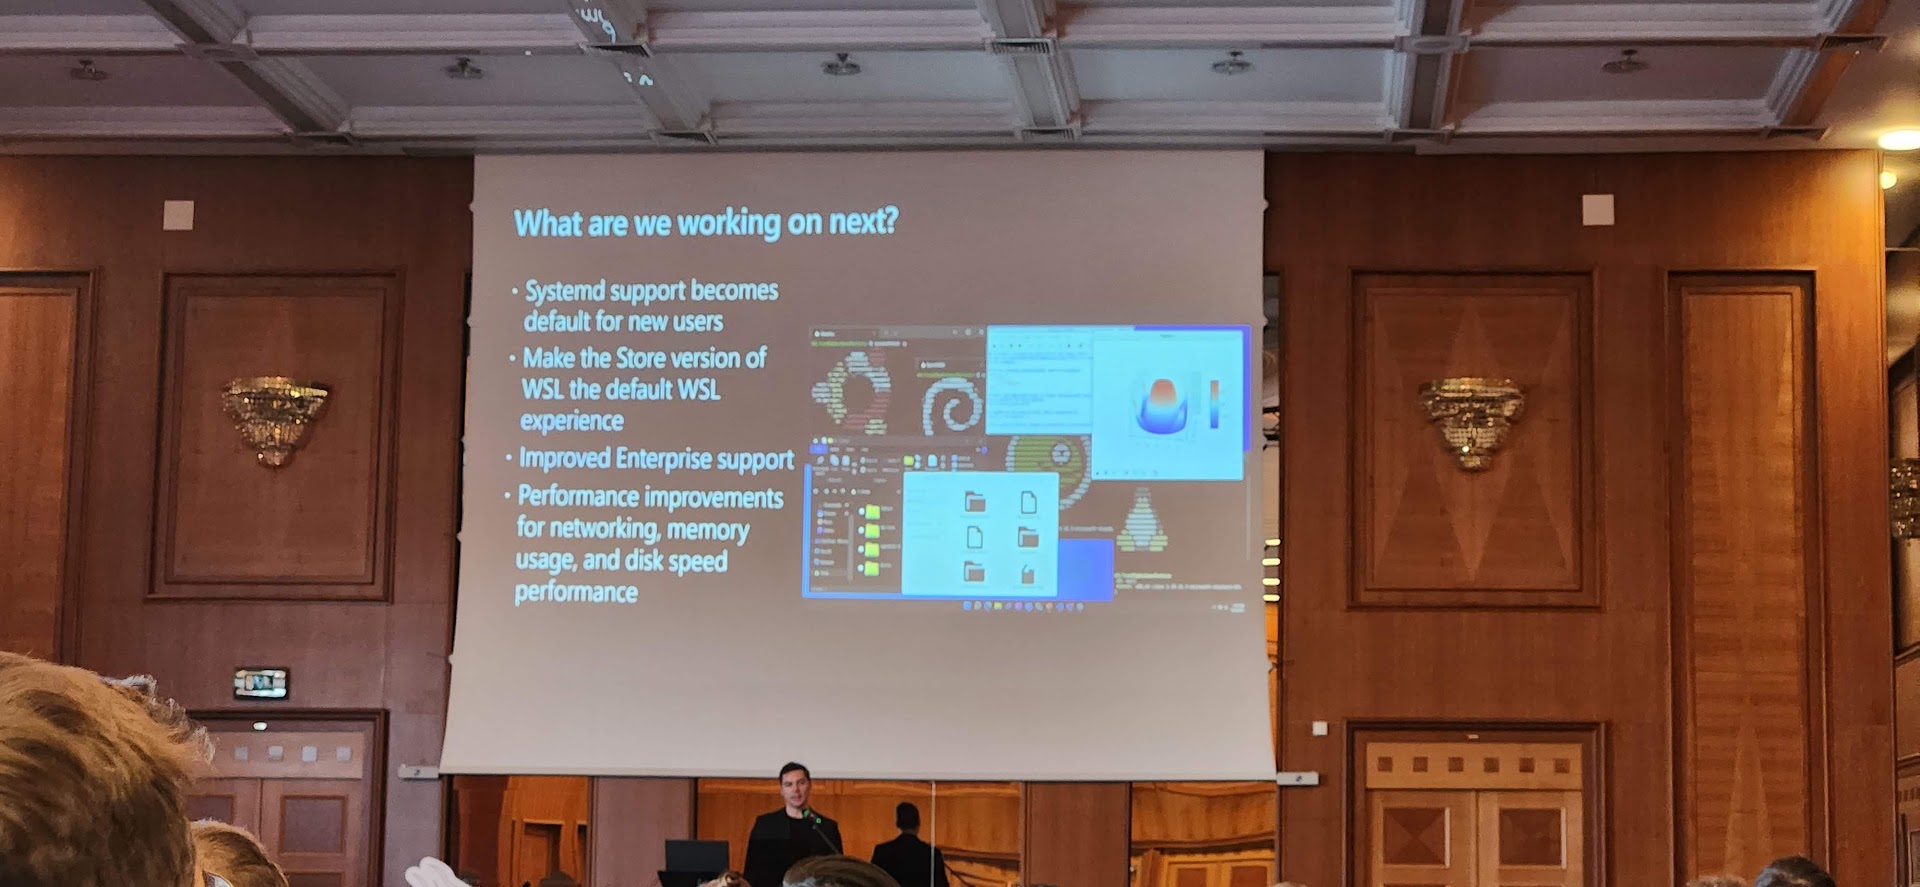 What are we working on next?
• Systemd support becomes
default for new users
• Make the Store version of
WSL the default WSL
experience
• Improved Enterprise support
• Performance improvements
for networking, memory
usage, and disk speed
performance